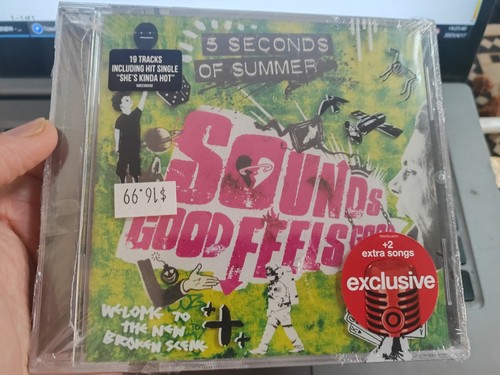 19 TRACKS
INCLUDING HIT SINGLE
"SHE'S KINDA HOT"
5 SECONDS
OF SUMMER
SOUNDS
GOOD FEELS GOOD
$16.99
+2
extra songs
exclusive
WELCOME TO
THE NEW
BROKEN SCENE